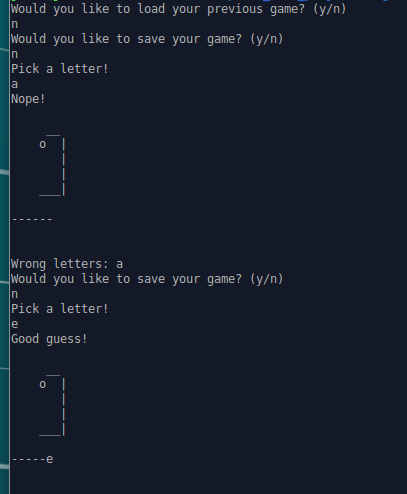 Would you like to load your previous game? (y/n)
n
Would you like to save your game? (y/n)
n
Pick a letter!
a
Nope!
     __
    o  |
       |
       |
    ___|
------
Wrong letters: a
Would you like to save your game? (y/n)
n
Pick a letter!
e
Good guess!
     __
    o  |
       |
       |
    ___|
-----e